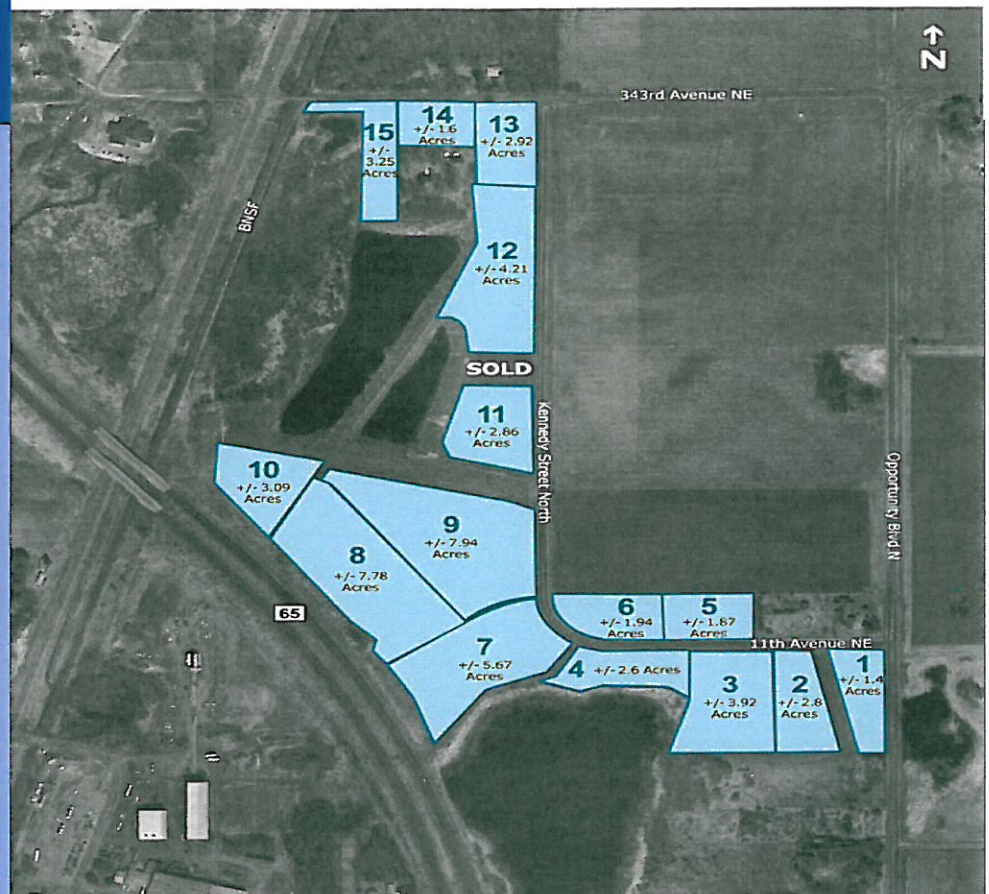 ↑
N
343rd Avenue NE
15
+/-
3.25
Acres
14
+/- 1.6
Acres
13
+/- 2.92
Acres
BNSF
12
+/- 4.21
Acres
SOLD
11
+/- 2.86
Acres
Kennedy Street North
Opportunity Blvd N
10
+/- 3.09
Acres
9
+/- 7.94
Acres
8
+/- 7.78
Acres
65
6
+/- 1.94
Acres
5
+/- 1.87
Acres
11th Avenue NE
7
+/- 5.67
Acres
4 +/- 2.6 Acres
3
+/- 3.92
Acres
2
+/- 2.8
Acres
1
+/- 1.4
Acres